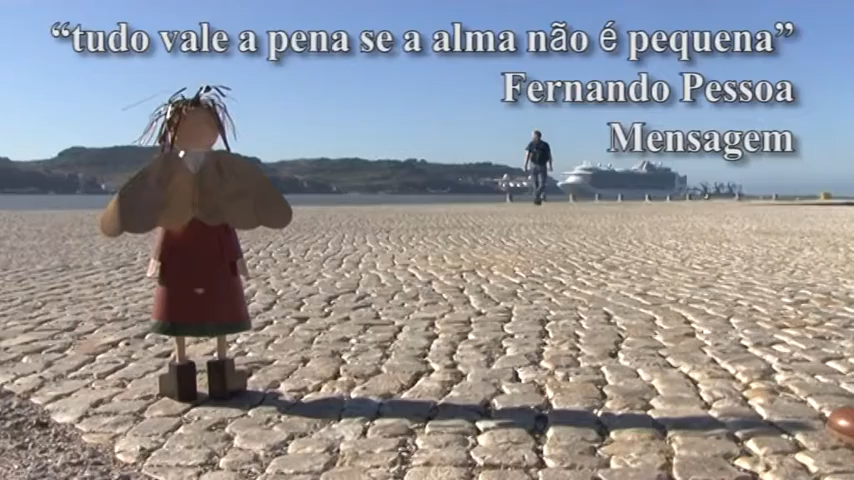 “tudo vale a pena se a alma não é pequena”
Fernando Pessoa
Mensagem